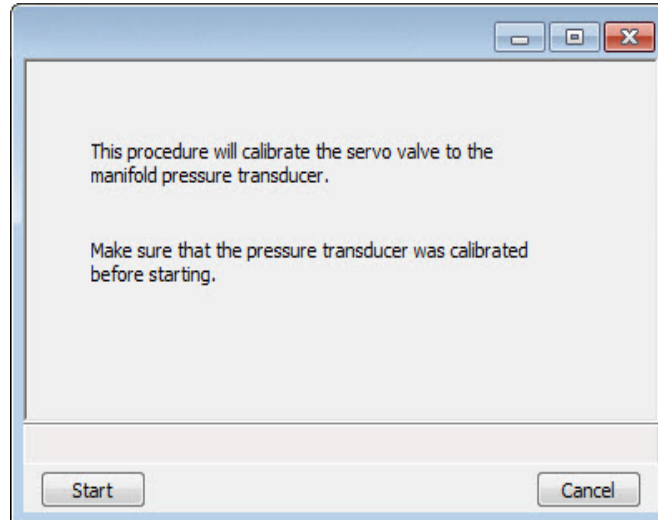 This procedure will calibrate the servo valve to the
manifold pressure transducer.
Make sure that the pressure transducer was calibrated
before starting.
Start
Cancel